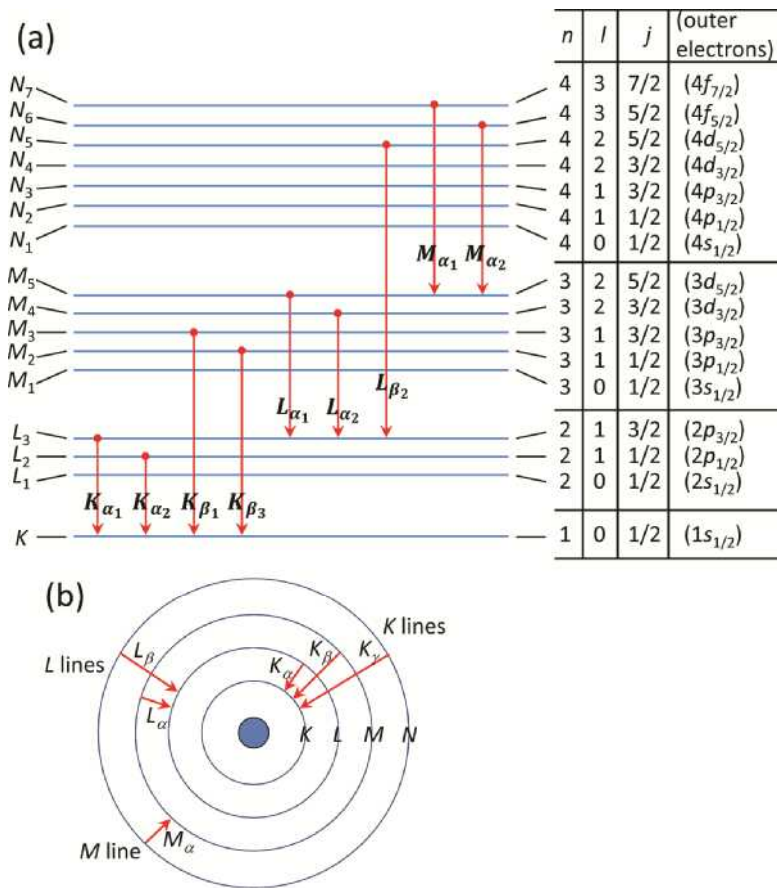 (a)
n l j (outer electrons)
N₇ 4 3 7/2 (4f₇/₂)
N₆ 4 3 5/2 (4f₅/₂)
N₅ 4 2 5/2 (4d₅/₂)
N₄ 4 2 3/2 (4d₃/₂)
N₃ 4 1 3/2 (4p₃/₂)
N₂ 4 1 1/2 (4p₁/₂)
N₁ 4 0 1/2 (4s₁/₂)
Mα₁ Mα₂
M₅ 3 2 5/2 (3d₅/₂)
M₄ 3 2 3/2 (3d₃/₂)
M₃ 3 1 3/2 (3p₃/₂)
M₂ 3 1 1/2 (3p₁/₂)
M₁ 3 0 1/2 (3s₁/₂)
Lα₁ Lα₂ Lβ₂
L₃ 2 1 3/2 (2p₃/₂)
L₂ 2 1 1/2 (2p₁/₂)
L₁ 2 0 1/2 (2s₁/₂)
Kα₁ Kα₂ Kβ₁ Kβ₃
K 1 0 1/2 (1s₁/₂)
(b)
K lines
L lines Lβ Kα Kβ Kγ
Lα
K L M N
M line Mα